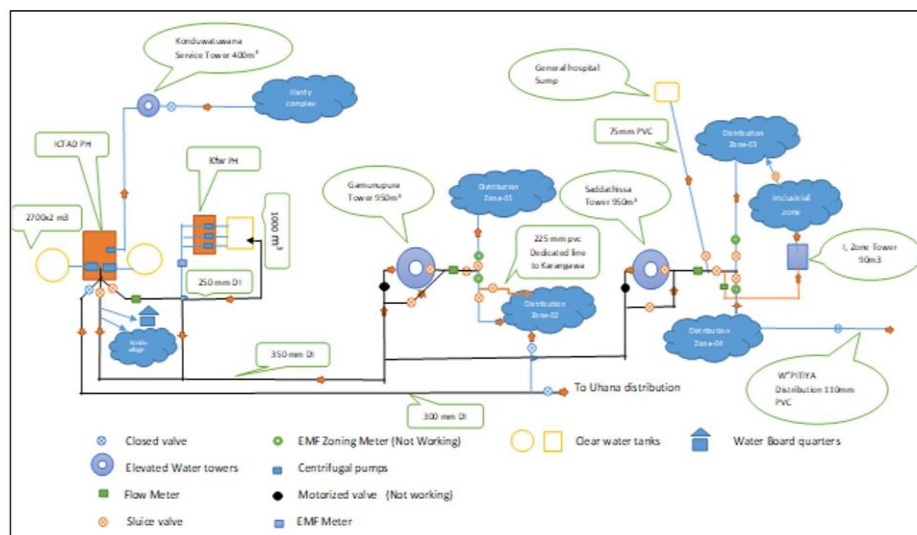 Konduwatuwana
Service Tower 400m³
Hardy
complex
General hospital
Sump
ICTAD PH
Kfw PH
75mm PVC
Distribution
Zone-03
Gamunupura
Tower 950m³
Distribution
Zone-01
Saddathissa
Tower 950m³
industrial
zone
2700x2 m3
1000 m³
225 mm pvc
Dedicated line
to Karangawa
I, Zone Tower
90m3
250 mm DI
Distribution
Zone-02
Kondu
village
Distribution
Zone-04
350 mm DI
To Uhana distribution
W"PITIYA
Distribution 110mm
PVC
300 mm DI
Closed valve
EMF Zoning Meter (Not Working)
Clear water tanks
Water Board quarters
Elevated Water towers
Centrifugal pumps
Flow Meter
Motorized valve (Not working)
Sluice valve
EMF Meter